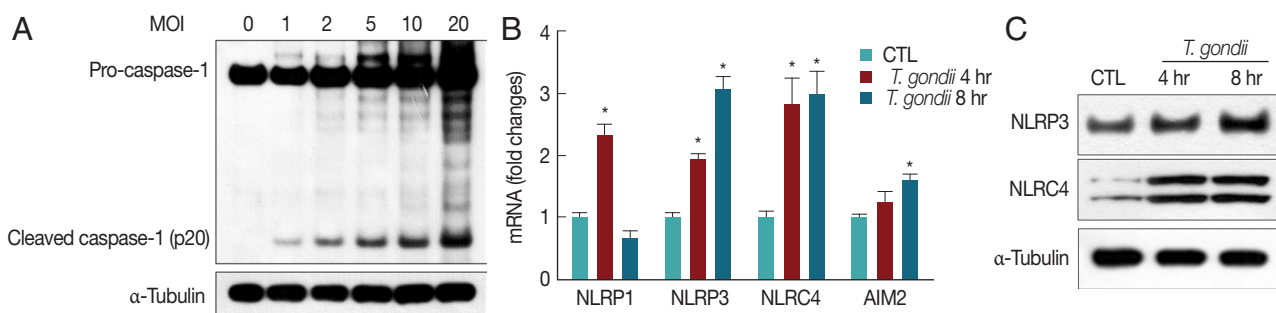 A
MOI 0 1 2 5 10 20
Pro-caspase-1
Cleaved caspase-1 (p20)
α-Tubulin
B
mRNA (fold changes)
4
3
2
1
0
* * * * * *
CTL
T. gondii 4 hr
T. gondii 8 hr
NLRP1 NLRP3 NLRC4 AIM2
C
T. gondii
CTL 4 hr 8 hr
NLRP3
NLRC4
α-Tubulin